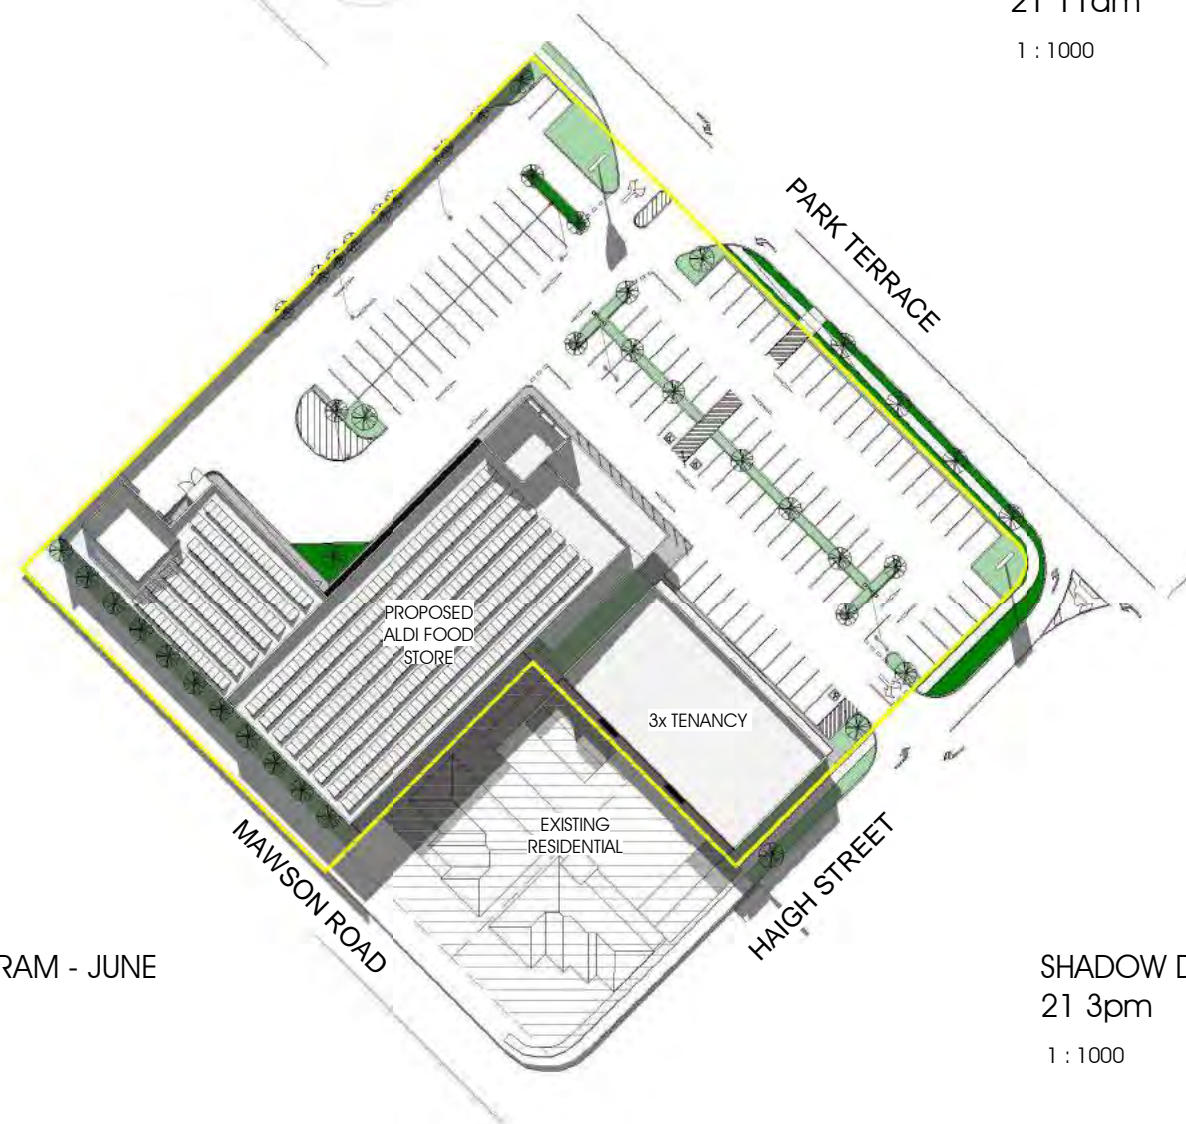 21 11am
1 : 1000
PARK TERRACE
PROPOSED
ALDI FOOD
STORE
3x TENANCY
EXISTING
RESIDENTIAL
MAWSON ROAD
HAIGH STREET
RAM - JUNE
SHADOW D
21 3pm
1 : 1000